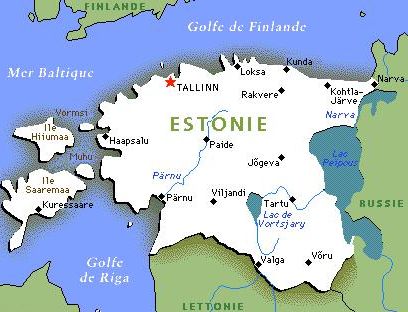 FINLANDE
Golfe de Finlande
Mer Baltique
Loksa
Kunda
TALLINN
Narva
Rakvere
Kohtla-
Järve
Vormsi
Narva
ESTONIE
Ile
Hiiumaa
Haapsalu
Paide
Lac
Peipous
Muhu
Jõgeva
Pärnu
Ile
Saaremaa
Viljandi
Pärnu
Tartu
RUSSIE
Kuressaare
Lac de
Vortsjary
Golfe
de Riga
Valga
Võru
LETTONIE